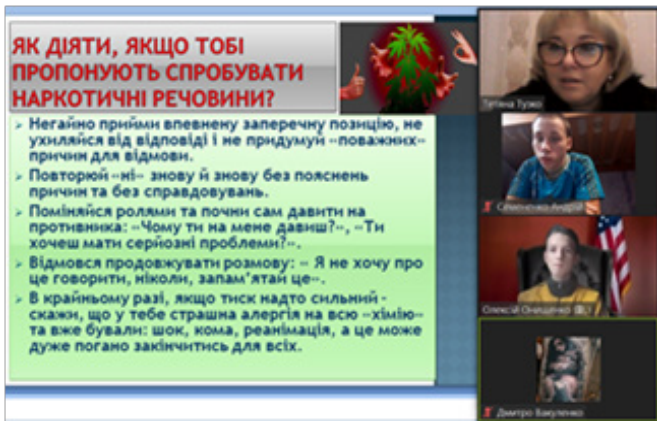 ЯК ДІЯТИ, ЯКЩО ТОБІ
ПРОПОНУЮТЬ СПРОБУВАТИ
НАРКОТИЧНІ РЕЧОВИНИ?
Негайно прийми впевнену заперечну позицію, не
ухиляйся від відповіді і не придумуй «поважних»
причин для відмови.
Повторюй «ні» знову й знову без пояснень
причин та без справдовувань.
Поміняйся ролями та почни сам давити на
противника: «Чому ти на мене давиш?», «Ти
хочеш мати серйозні проблеми?».
Відмовся продовжувати розмову: « Я не хочу про
це говорити, ніколи, запам'ятай це».
В крайньому разі, якщо тиск надто сильний -
скажи, що у тебе страшна алергія на всю «хімію»
та вже бували: шок, кома, реанімація, а це може
дуже погано закінчитись для всіх.
Тетяна Тузко
Семененко Андрій
Олексій Онищенко
Дмитро Вакуленко